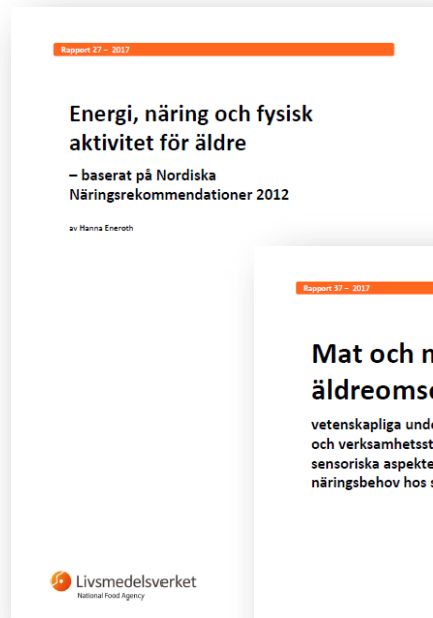 Rapport 27 – 2017
Energi, näring och fysisk
aktivitet för äldre
– baserat på Nordiska
Näringsrekommendationer 2012
av Hanna Eneroth
Rapport 37 – 2017
Mat och
äldreoms
vetenskapliga unde
och verksamhetsst
sensoriska aspekte
näringsbehov hos s
Livsmedelsverket
National Food Agency